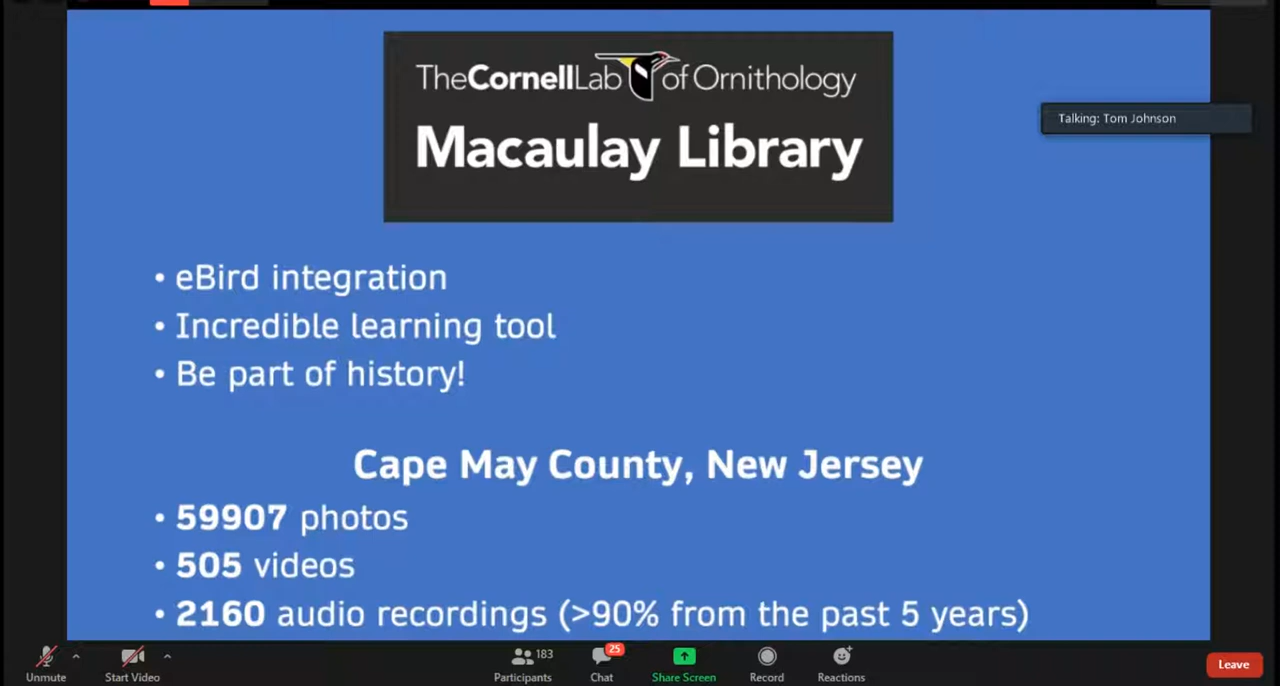 TheCornellLab of Ornithology
Macaulay Library
Talking: Tom Johnson
• eBird integration
• Incredible learning tool
• Be part of history!
Cape May County, New Jersey
• 59907 photos
• 505 videos
• 2160 audio recordings (>90% from the past 5 years)
183
25
Unmute
Start Video
Participants
Chat
Share Screen
Record
Reactions
Leave